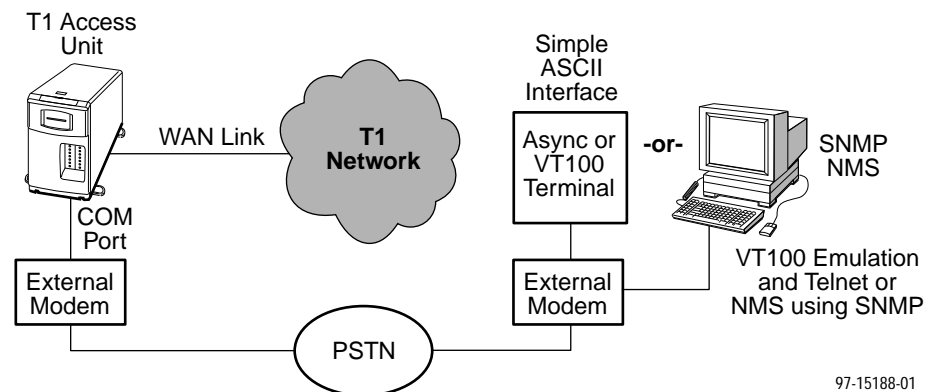 T1 Access
Unit
WAN Link
T1
Network
COM
Port
External
Modem
PSTN
Simple
ASCII
Interface
Async or
VT100
Terminal
-or-
SNMP
NMS
External
Modem
VT100 Emulation
and Telnet or
NMS using SNMP
97-15188-01